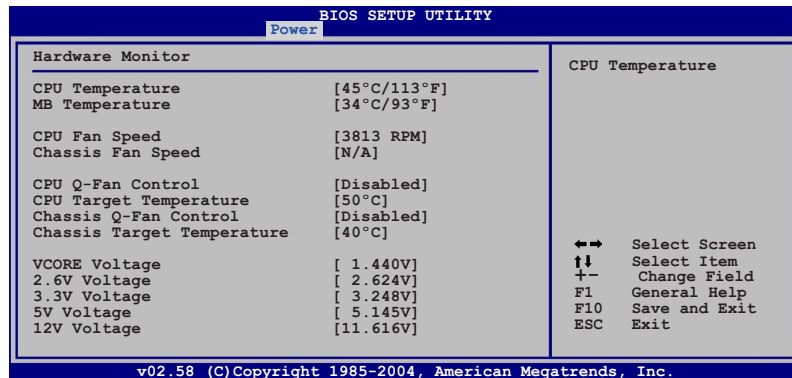 BIOS SETUP UTILITY
Power
Hardware Monitor
CPU Temperature [45°C/113°F]
MB Temperature [34°C/93°F]
CPU Fan Speed [3813 RPM]
Chassis Fan Speed [N/A]
CPU Q-Fan Control [Disabled]
CPU Target Temperature [50°C]
Chassis Q-Fan Control [Disabled]
Chassis Target Temperature [40°C]
VCORE Voltage [ 1.440V]
2.6V Voltage [ 2.624V]
3.3V Voltage [ 3.248V]
5V Voltage [ 5.145V]
12V Voltage [11.616V]
CPU Temperature
←→ Select Screen
↑↓ Select Item
+- Change Field
F1 General Help
F10 Save and Exit
ESC Exit
v02.58 (C)Copyright 1985-2004, American Megatrends, Inc.